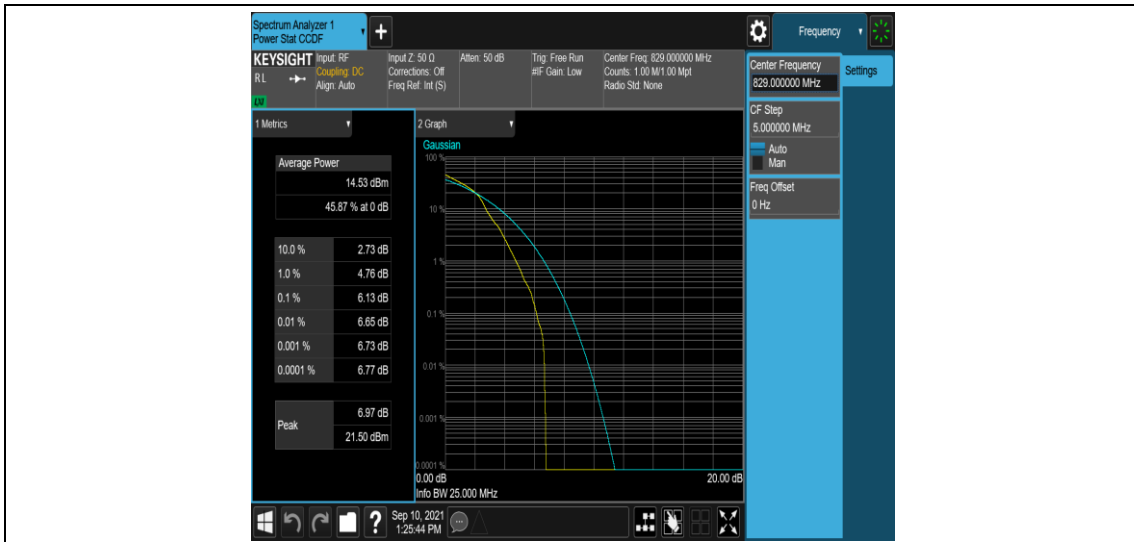 Spectrum Analyzer 1
Power Stat CCDF
Frequency
KEYSIGHT
RL
LXI
Input: RF
Coupling: DC
Align: Auto
Input Z: 50 Ω
Corrections: Off
Freq Ref: Int (S)
Atten: 50 dB
Trig: Free Run
#IF Gain: Low
Center Freq: 829.000000 MHz
Counts: 1.00 M/1.00 Mpt
Radio Std: None
Center Frequency
829.000000 MHz
Settings
CF Step
5.000000 MHz
Auto
Man
Freq Offset
0 Hz
1 Metrics
Average Power
14.53 dBm
45.87 % at 0 dB
10.0 % 2.73 dB
1.0 % 4.76 dB
0.1 % 6.13 dB
0.01 % 6.65 dB
0.001 % 6.73 dB
0.0001 % 6.77 dB
Peak
6.97 dB
21.50 dBm
2 Graph
Gaussian
100 %
10 %
1 %
0.1 %
0.01 %
0.001 %
0.0001 %
0.00 dB 20.00 dB
Info BW 25.000 MHz
Sep 10, 2021
1:25:44 PM